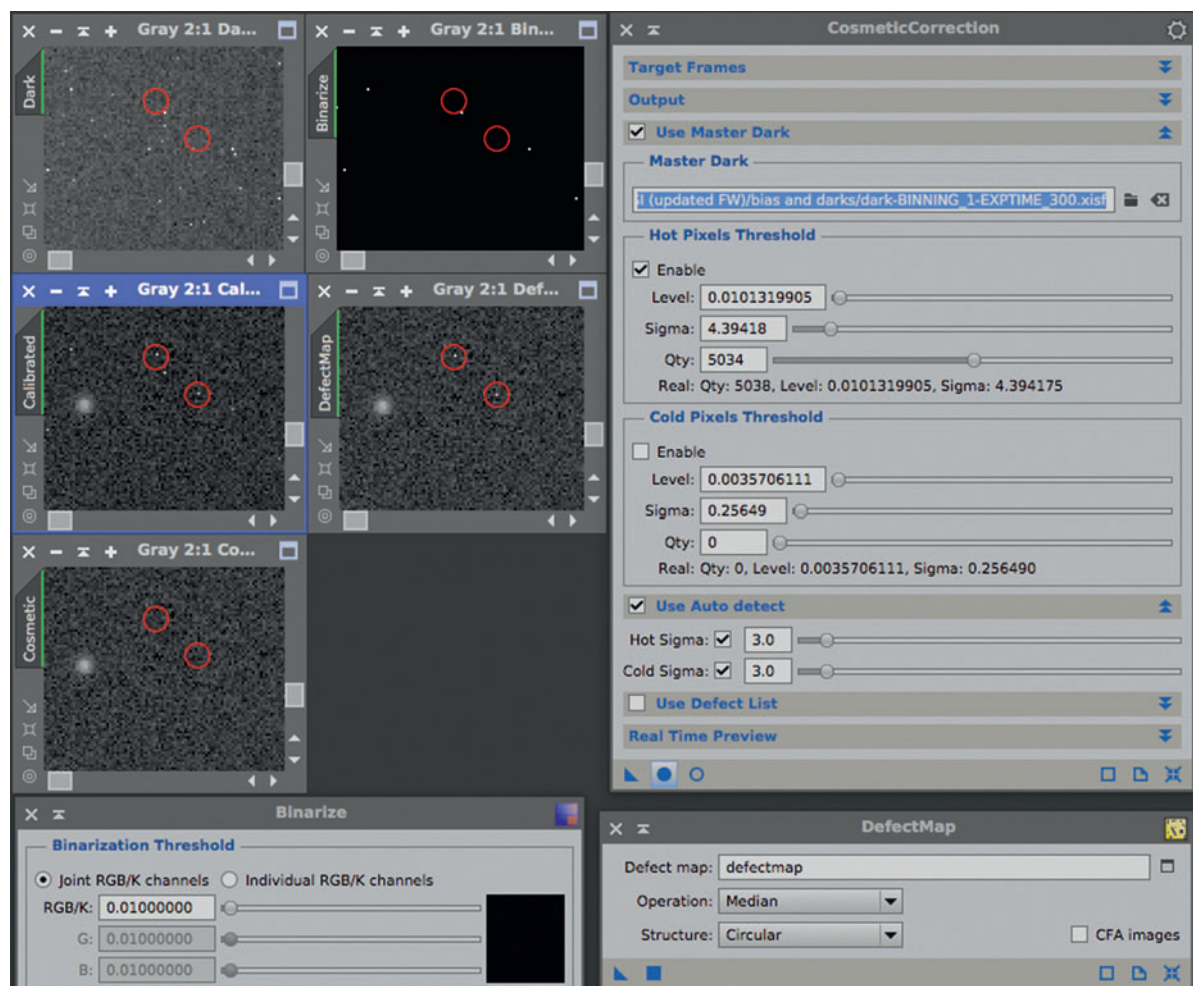 Gray 2:1 Da...
Dark
Gray 2:1 Bin...
Binarize
Gray 2:1 Cal...
Calibrated
Gray 2:1 Def...
DefectMap
Gray 2:1 Co...
Cosmetic
CosmeticCorrection
Target Frames
Output
Use Master Dark
Master Dark
(updated FW)/bias and darks/dark-BINNING_1-EXPTIME_300.xisf
Hot Pixels Threshold
Enable
Level: 0.0101319905
Sigma: 4.39418
Qty: 5034
Real: Qty: 5038, Level: 0.0101319905, Sigma: 4.394175
Cold Pixels Threshold
Enable
Level: 0.0035706111
Sigma: 0.25649
Qty: 0
Real: Qty: 0, Level: 0.0035706111, Sigma: 0.256490
Use Auto detect
Hot Sigma: 3.0
Cold Sigma: 3.0
Use Defect List
Real Time Preview
Binarize
Binarization Threshold
Joint RGB/K channels Individual RGB/K channels
RGB/K: 0.01000000
G: 0.01000000
B: 0.01000000
DefectMap
Defect map: defectmap
Operation: Median
Structure: Circular
CFA images